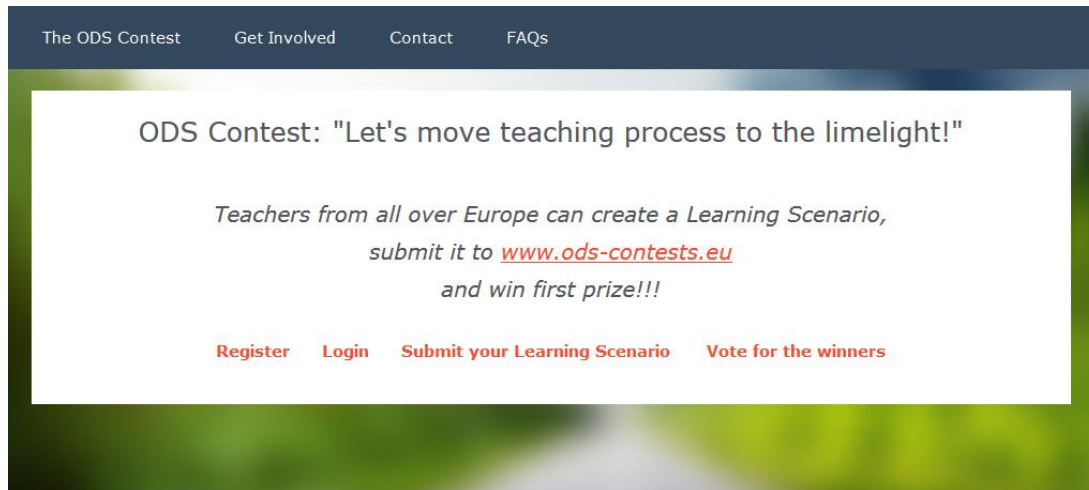 The ODS Contest Get Involved Contact FAQs
ODS Contest: "Let's move teaching process to the limelight!"
Teachers from all over Europe can create a Learning Scenario,
submit it to www.ods-contests.eu
and win first prize!!!
Register Login Submit your Learning Scenario Vote for the winners